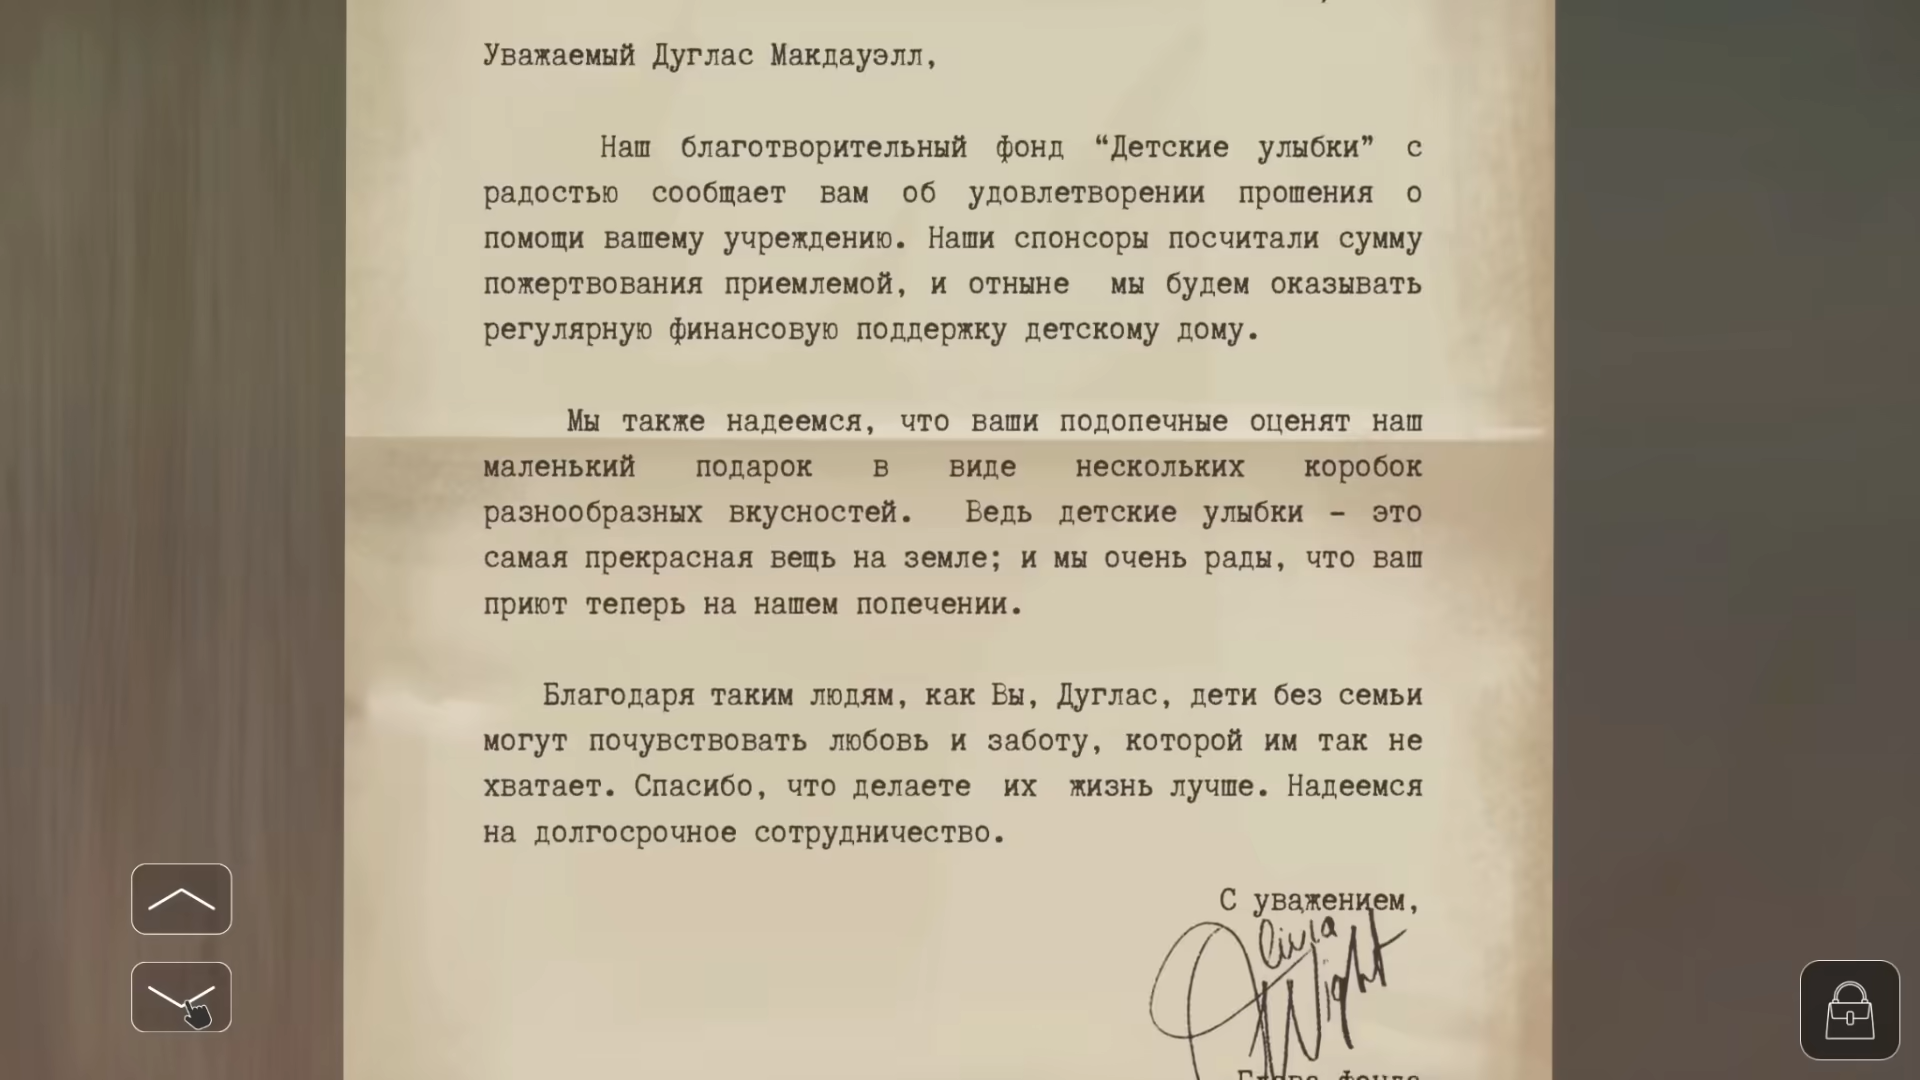 Уважаемый Дуглас Макдауэлл,
Наш благотворительный фонд “Детские улыбки” с
радостью сообщает вам об удовлетворении прошения о
помощи вашему учреждению. Наши спонсоры посчитали сумму
пожертвования приемлемой, и отныне мы будем оказывать
регулярную финансовую поддержку детскому дому.
Мы также надеемся, что ваши подопечные оценят наш
маленький подарок в виде нескольких коробок
разнообразных вкусностей. Ведь детские улыбки – это
самая прекрасная вещь на земле; и мы очень рады, что ваш
приют теперь на нашем попечении.
Благодаря таким людям, как Вы, Дуглас, дети без семьи
могут почувствовать любовь и заботу, которой им так не
хватает. Спасибо, что делаете их жизнь лучше. Надеемся
на долгосрочное сотрудничество.
С уважением,
Olivia
Wight
Глава фонда